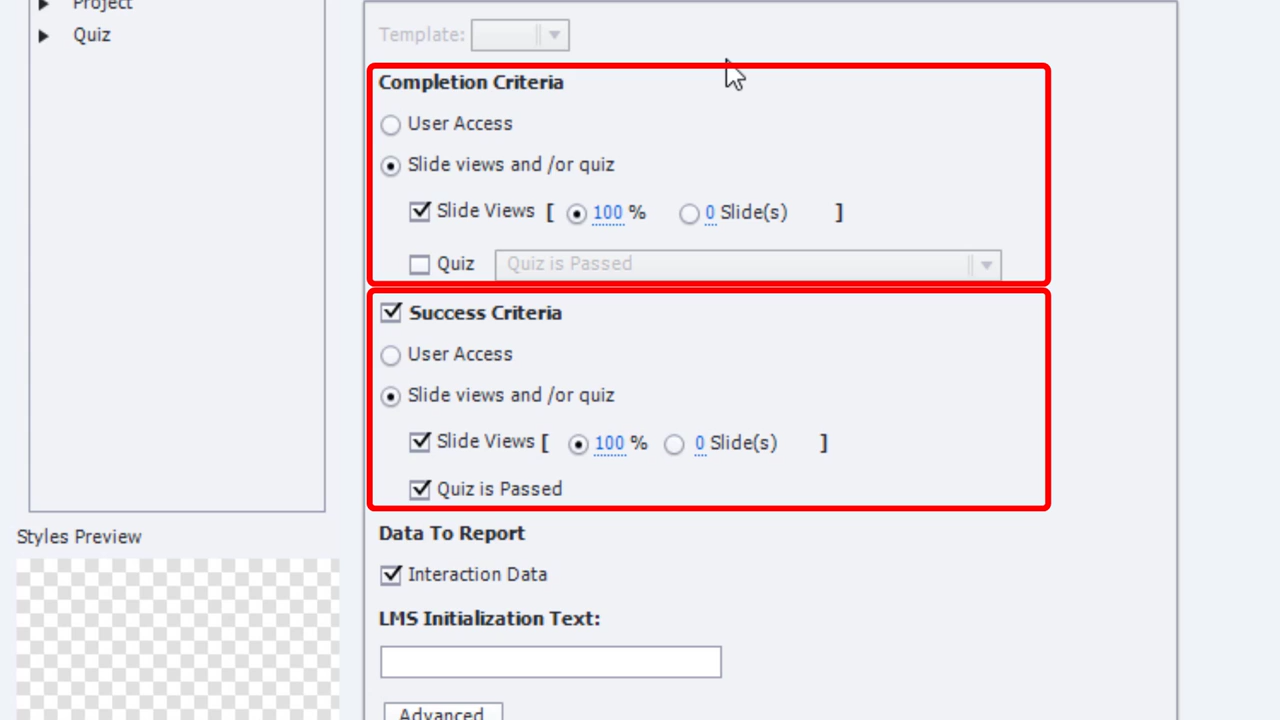 Project
Quiz
Template:
Completion Criteria
User Access
Slide views and /or quiz
Slide Views [ 100 % 0 Slide(s) ]
Quiz Quiz is Passed
Success Criteria
User Access
Slide views and /or quiz
Slide Views [ 100 % 0 Slide(s) ]
Quiz is Passed
Data To Report
Interaction Data
LMS Initialization Text:
Advanced
Styles Preview